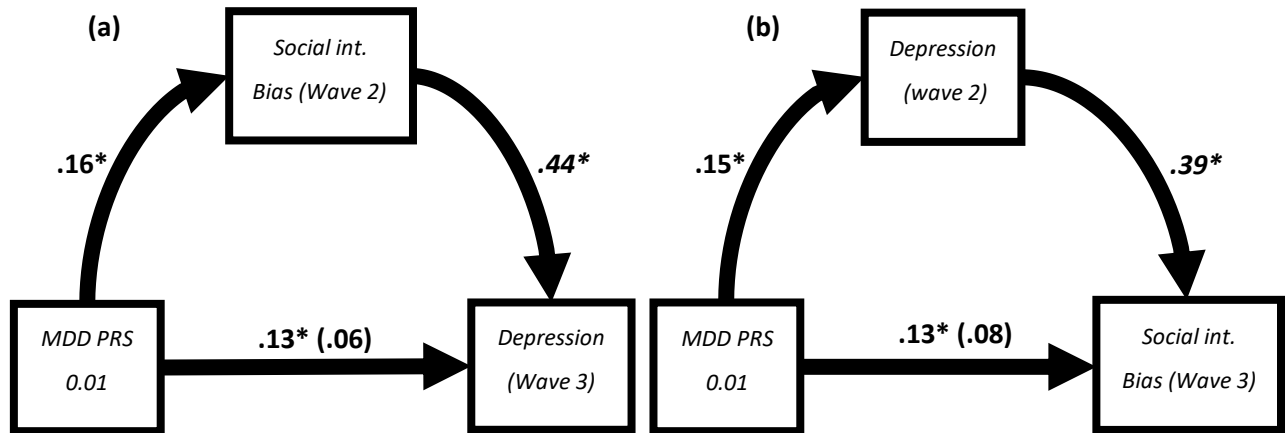 (a)
Social int.
Bias (Wave 2)
.16*
.44*
MDD PRS
0.01
.13* (.06)
Depression
(Wave 3)
(b)
Depression
(wave 2)
.15*
.39*
MDD PRS
0.01
.13* (.08)
Social int.
Bias (Wave 3)